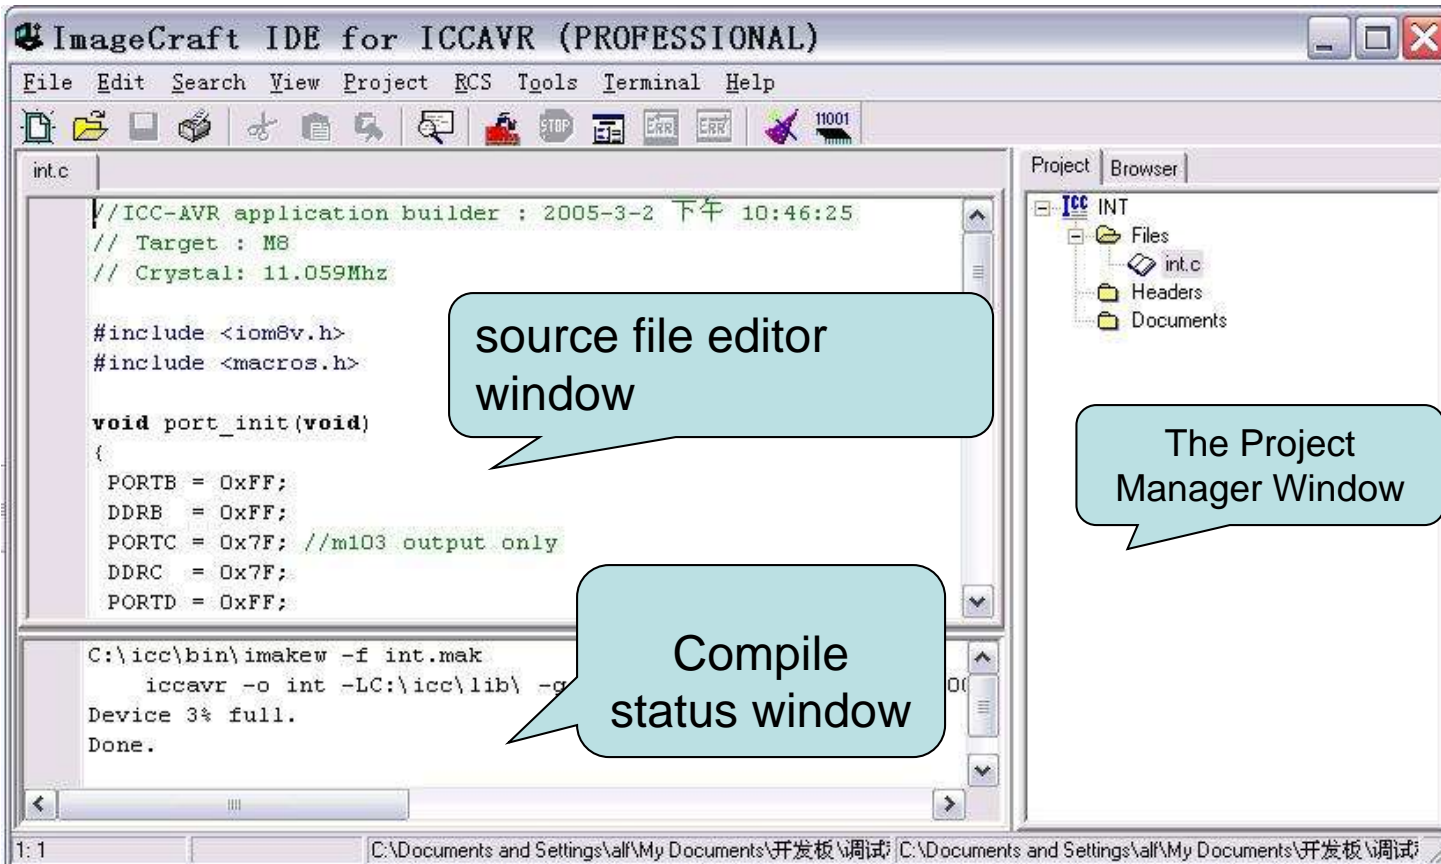 ImageCraft IDE for ICCAVR (PROFESSIONAL)
File Edit Search View Project RCS Tools Terminal Help
STOP ERR ERR 11001
int.c
//ICC-AVR application builder : 2005-3-2 下午 10:46:25
// Target : M8
// Crystal: 11.059Mhz
#include <iom8v.h>
#include <macros.h>
void port_init(void)
{
PORTB = 0xFF;
DDRB = 0xFF;
PORTC = 0x7F; //m103 output only
DDRC = 0x7F;
PORTD = 0xFF;
source file editor
window
Project Browser
ICC INT
Files
int.c
Headers
Documents
The Project
Manager Window
C:\icc\bin\imakew -f int.mak
iccavr -o int -LC:\icc\lib\ -g
Device 3% full.
Done.
Compile
status window
1: 1 C:\Documents and Settings\alf\My Documents\开发板\调试 C:\Documents and Settings\alf\My Documents\开发板\调试